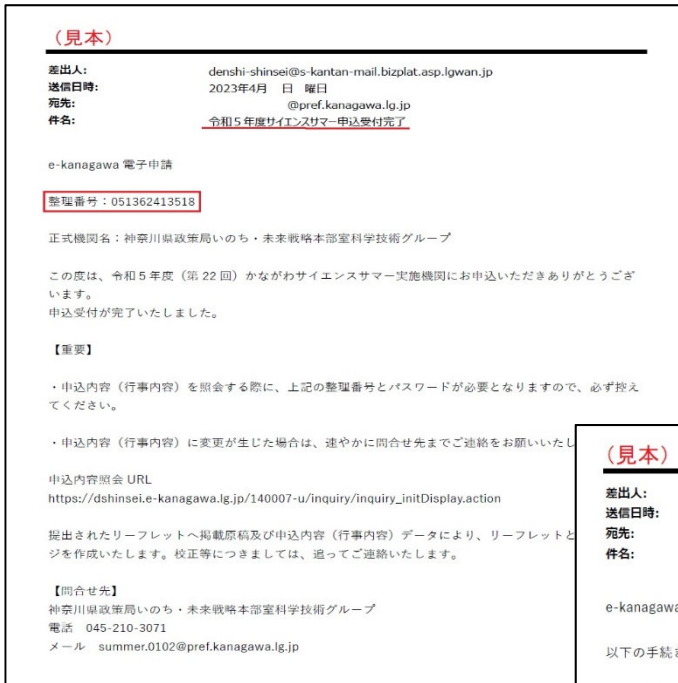 （見本）
差出人: denshi-shinsei@s-kantan-mail.bizplat.asp.lgwan.jp
送信日時: 2023年4月　日　曜日
宛先: @pref.kanagawa.lg.jp
件名: 令和５年度サイエンスサマー申込受付完了
e-kanagawa 電子申請
整理番号：051362413518
正式機関名：神奈川県政策局いのち・未来戦略本部室科学技術グループ
この度は、令和５年度（第 22 回）かながわサイエンスサマー実施機関にお申込いただきありがとうござ
います。
申込受付が完了いたしました。
【重要】
・申込内容（行事内容）を照会する際に、上記の整理番号とパスワードが必要となりますので、必ず控え
てください。
・申込内容（行事内容）に変更が生じた場合は、速やかに問合せ先までご連絡をお願いいたし
申込内容照会 URL
https://dshinsei.e-kanagawa.lg.jp/140007-u/inquiry/inquiry_initDisplay.action
提出されたリーフレットへ掲載原稿及び申込内容（行事内容）データにより、リーフレットと
ジを作成いたします。校正等につきましては、追ってご連絡いたします。
【問合せ先】
神奈川県政策局いのち・未来戦略本部室科学技術グループ
電話　045-210-3071
メール　summer.0102@pref.kanagawa.lg.jp
（見本）
差出人:
送信日時:
宛先:
件名:
e-kanagawa
以下の手続